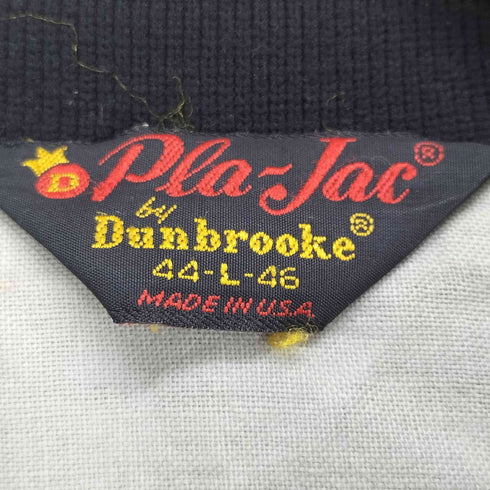 D Pla-Jac®
by
Dunbrooke®
44-L-46
MADE IN U.S.A.